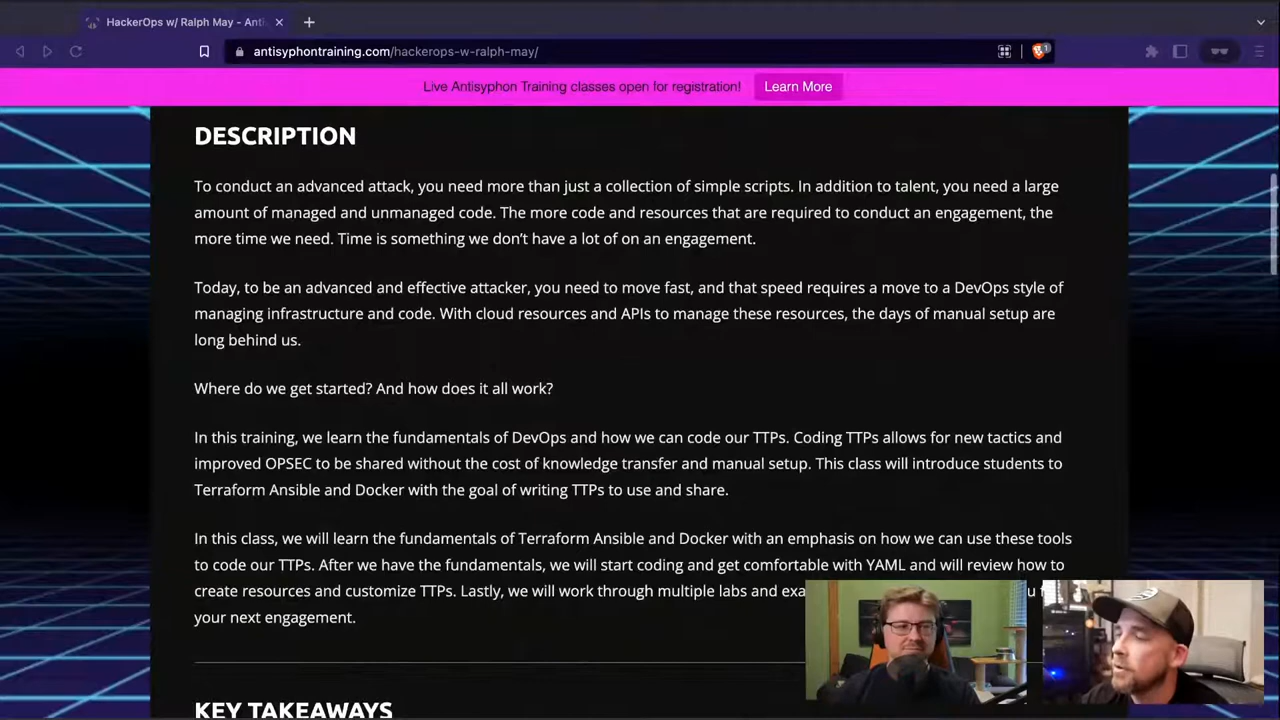 HackerOps w/ Ralph May - Anti
antisyphontraining.com/hackerops-w-ralph-may/
1
Live Antisyphon Training classes open for registration!
Learn More
DESCRIPTION
To conduct an advanced attack, you need more than just a collection of simple scripts. In addition to talent, you need a large
amount of managed and unmanaged code. The more code and resources that are required to conduct an engagement, the
more time we need. Time is something we don’t have a lot of on an engagement.
Today, to be an advanced and effective attacker, you need to move fast, and that speed requires a move to a DevOps style of
managing infrastructure and code. With cloud resources and APIs to manage these resources, the days of manual setup are
long behind us.
Where do we get started? And how does it all work?
In this training, we learn the fundamentals of DevOps and how we can code our TTPs. Coding TTPs allows for new tactics and
improved OPSEC to be shared without the cost of knowledge transfer and manual setup. This class will introduce students to
Terraform Ansible and Docker with the goal of writing TTPs to use and share.
In this class, we will learn the fundamentals of Terraform Ansible and Docker with an emphasis on how we can use these tools
to code our TTPs. After we have the fundamentals, we will start coding and get comfortable with YAML and will review how to
create resources and customize TTPs. Lastly, we will work through multiple labs and
your next engagement.
KEY TAKEAWAYS